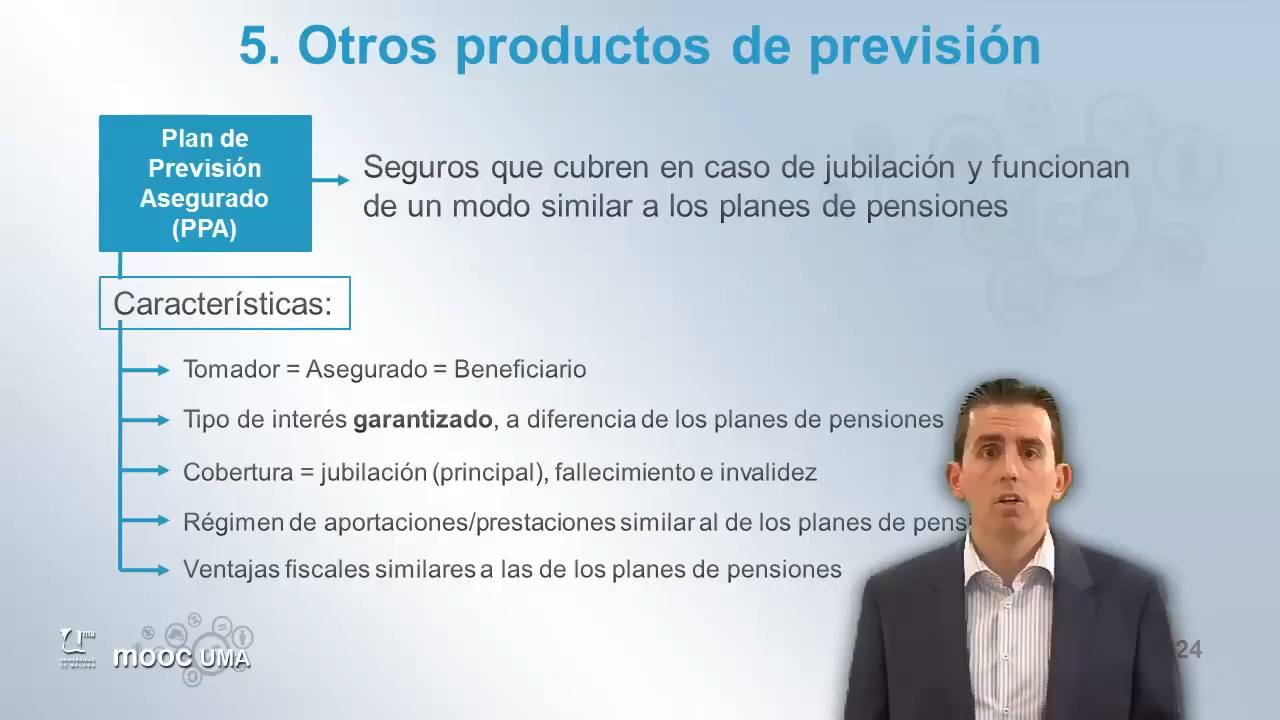 5. Otros productos de previsión
Plan de
Previsión
Asegurado
(PPA)
Seguros que cubren en caso de jubilación y funcionan
de un modo similar a los planes de pensiones
Características:
Tomador = Asegurado = Beneficiario
Tipo de interés garantizado, a diferencia de los planes de pensiones
Cobertura = jubilación (principal), fallecimiento e invalidez
Régimen de aportaciones/prestaciones similar al de los planes de pensi
Ventajas fiscales similares a las de los planes de pensiones
uma
mooc UMA
24